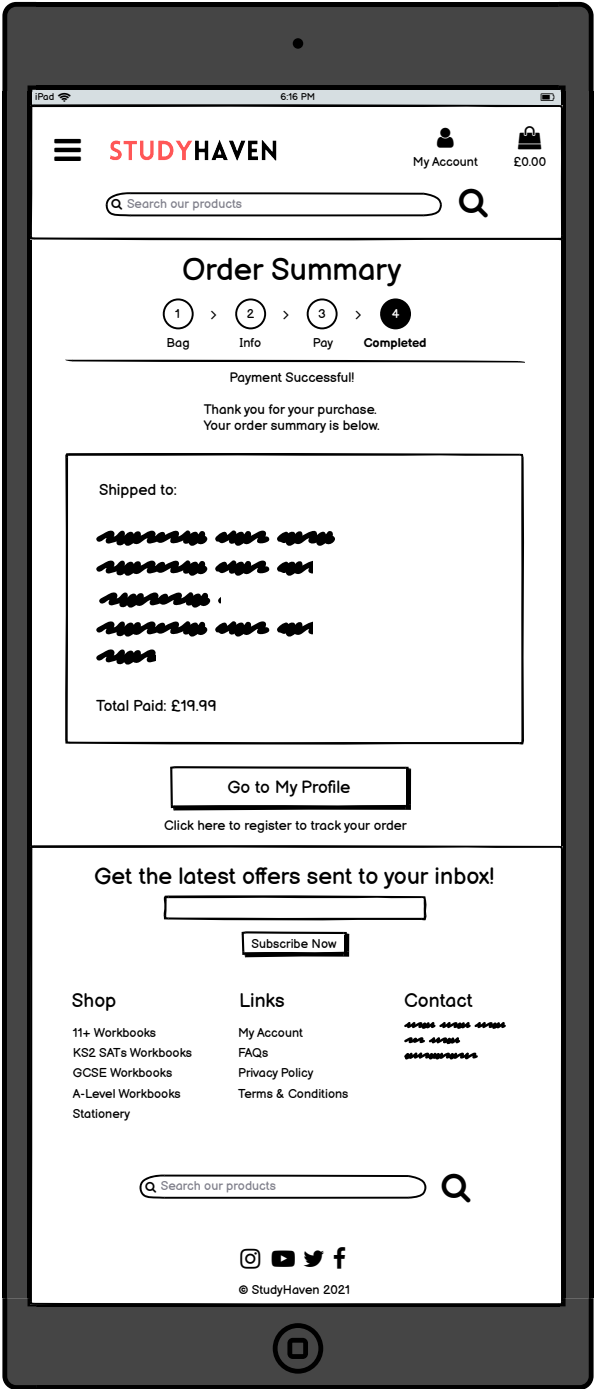 iPad 6:16 PM
STUDYHAVEN
My Account £0.00
Search our products
Order Summary
1 > 2 > 3 > 4
Bag Info Pay Completed
Payment Successful!
Thank you for your purchase.
Your order summary is below.
Shipped to:
Total Paid: £19.99
Go to My Profile
Click here to register to track your order
Get the latest offers sent to your inbox!
Subscribe Now
Shop
11+ Workbooks
KS2 SATs Workbooks
GCSE Workbooks
A-Level Workbooks
Stationery
Links
My Account
FAQs
Privacy Policy
Terms & Conditions
Contact
Search our products
© StudyHaven 2021